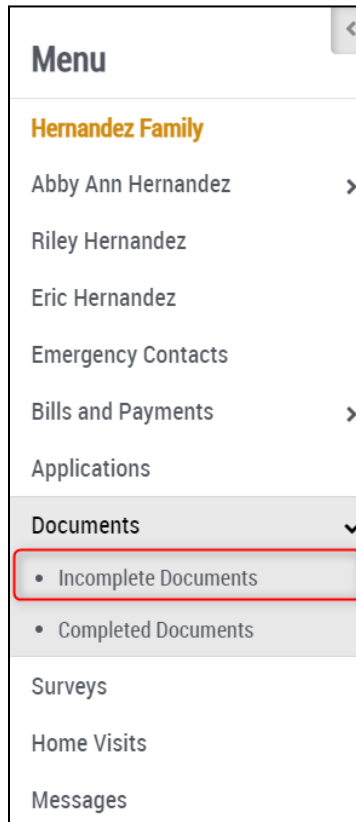 Menu
Hernandez Family
Abby Ann Hernandez
Riley Hernandez
Eric Hernandez
Emergency Contacts
Bills and Payments
Applications
Documents
• Incomplete Documents
• Completed Documents
Surveys
Home Visits
Messages